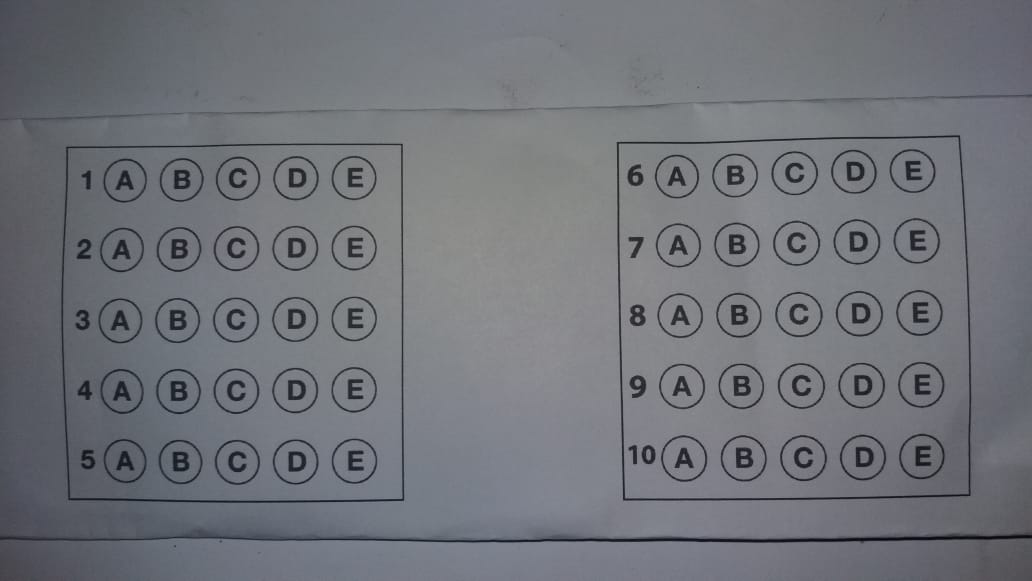 1 A B C D E
2 A B C D E
3 A B C D E
4 A B C D E
5 A B C D E
6 A B C D E
7 A B C D E
8 A B C D E
9 A B C D E
10 A B C D E